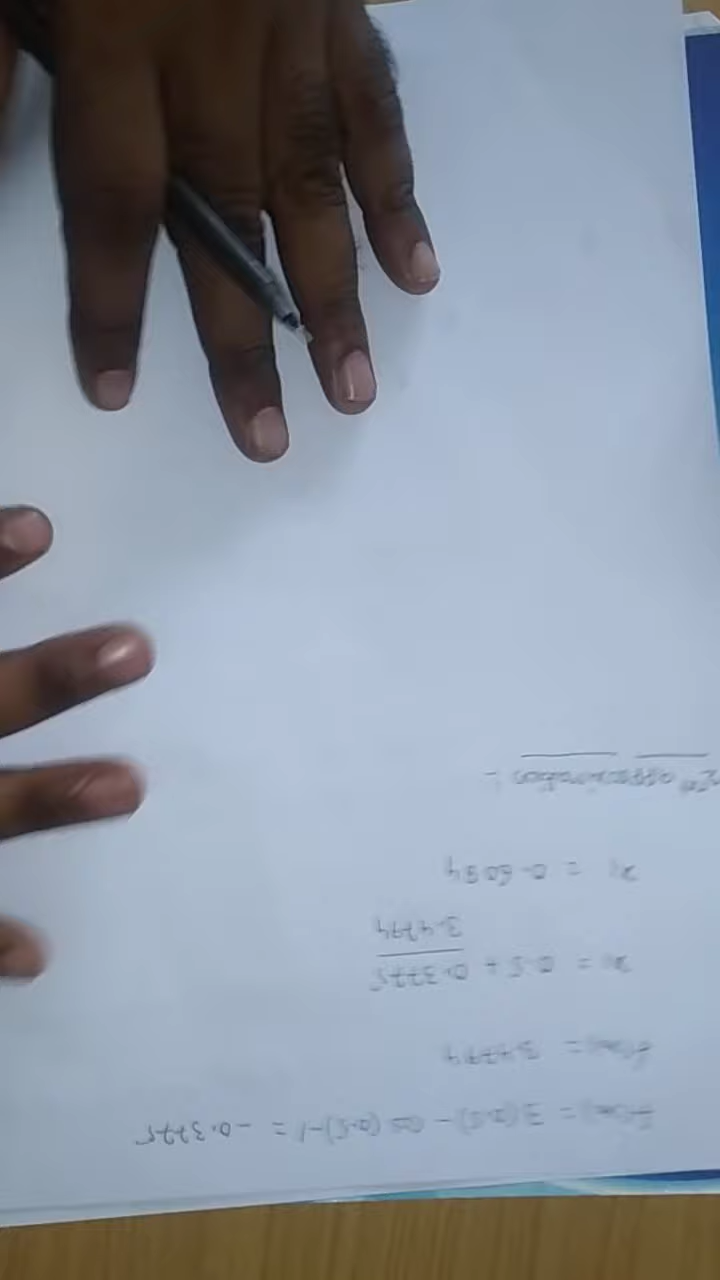 f(x₀) = 3(0.5) - cos(0.5)-1 = -0.3775
f'(x₀) = 3.4794
x₁ = 0.5 + 0.3775
3.4794
x₁ = 0.6084
2nd approximation :-